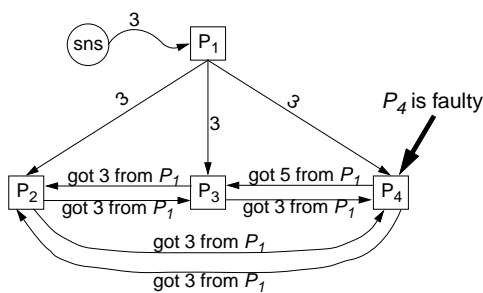 3
sns
P1
3
3
3
P4 is faulty
got 3 from P1
got 5 from P1
P2
P3
P4
got 3 from P1
got 3 from P1
got 3 from P1
got 3 from P1